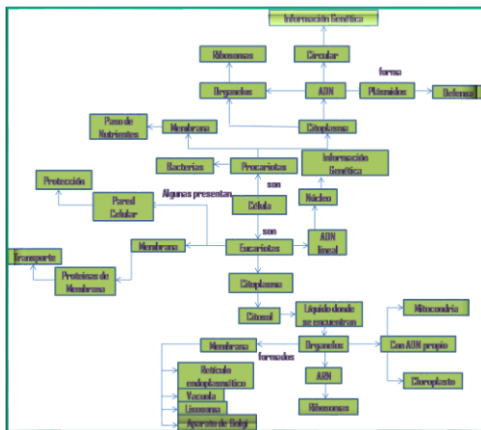 Información Genética
Ribosomas
Circular
forma
Organelos
ADN
Plásmidos
Defensa
Paso de
Nutrientes
Membrana
Citoplasma
Información
Genética
Bacterias
Procariotas
Protección
son
Algunas presentan
Núcleo
Pared
Celular
Célula
son
ADN
lineal
Transporte
Membrana
Eucariotas
Proteínas de
Membrana
Citoplasma
Citosol
Líquido donde
se encuentran
Mitocondria
Membrana
formados
Organelos
Con ADN propio
Retículo
endoplasmático
ARN
Cloroplasto
Vacuola
Lisosoma
Ribosomas
Aparato de Golgi